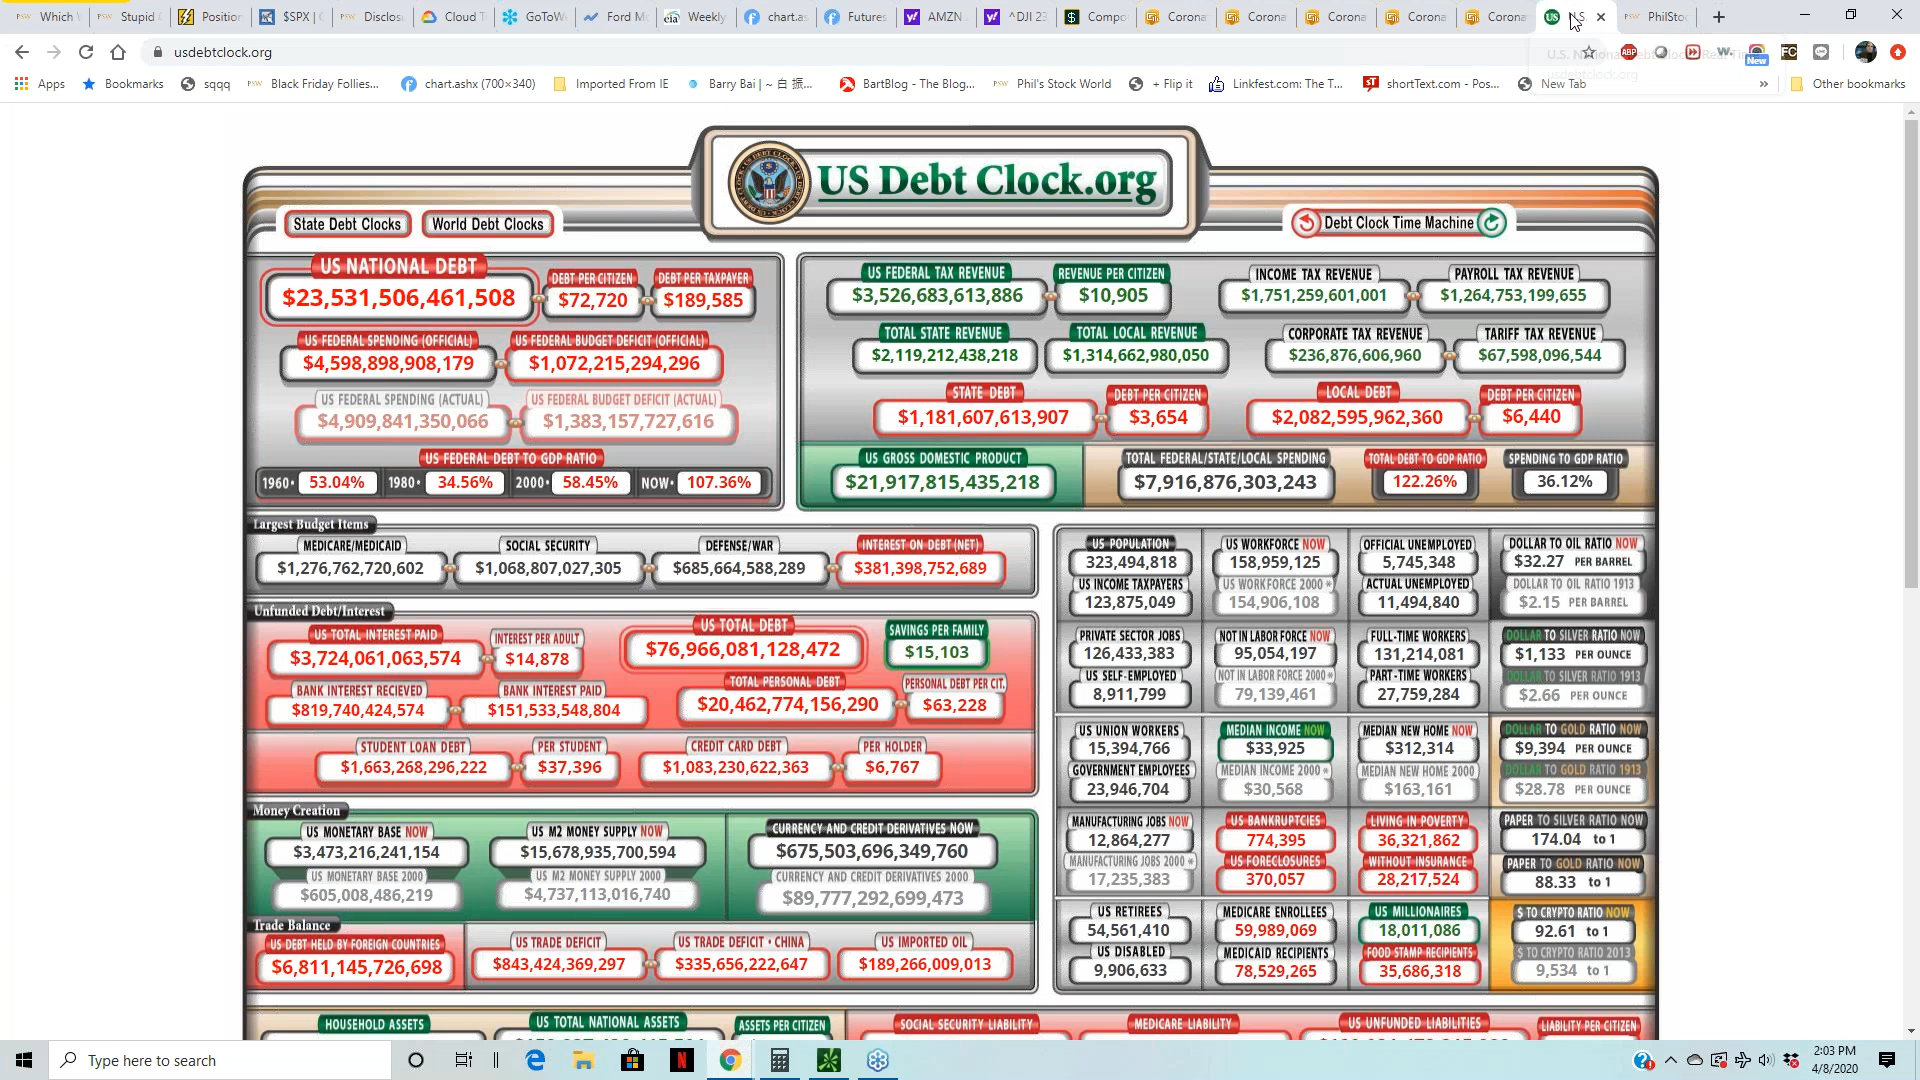 Which
Stupid
Position
$SPX | (
Disclos
Cloud T
GoToW
Ford M
Weekly
chart.as
Futures
AMZN
^DJI 23
Compo
Corona
Corona
Corona
Corona
Corona
U.S.
PhilSto
usdebtclock.org
Apps
Bookmarks
sqqq
Black Friday Follies...
chart.ashx (700×340)
Imported From IE
Barry Bai | ~ 白 振...
BartBlog - The Blog...
Phil's Stock World
+ Flip it
Linkfest.com: The T...
shortText.com - Pos...
New Tab
Other bookmarks
US Debt Clock.org
State Debt Clocks
World Debt Clocks
Debt Clock Time Machine
US NATIONAL DEBT
$23,531,506,461,508
DEBT PER CITIZEN
$72,720
DEBT PER TAXPAYER
$189,585
US FEDERAL SPENDING (OFFICIAL)
$4,598,898,908,179
US FEDERAL BUDGET DEFICIT (OFFICIAL)
$1,072,215,294,296
US FEDERAL SPENDING (ACTUAL)
$4,909,841,350,066
US FEDERAL BUDGET DEFICIT (ACTUAL)
$1,383,157,727,616
US FEDERAL DEBT TO GDP RATIO
1960• 53.04% 1980• 34.56% 2000• 58.45% NOW• 107.36%
US FEDERAL TAX REVENUE
$3,526,683,613,886
REVENUE PER CITIZEN
$10,905
INCOME TAX REVENUE
$1,751,259,601,001
PAYROLL TAX REVENUE
$1,264,753,199,655
TOTAL STATE REVENUE
$2,119,212,438,218
TOTAL LOCAL REVENUE
$1,314,662,980,050
CORPORATE TAX REVENUE
$236,876,606,960
TARIFF TAX REVENUE
$67,598,096,544
STATE DEBT
$1,181,607,613,907
DEBT PER CITIZEN
$3,654
LOCAL DEBT
$2,082,595,962,360
DEBT PER CITIZEN
$6,440
US GROSS DOMESTIC PRODUCT
$21,917,815,435,218
TOTAL FEDERAL/STATE/LOCAL SPENDING
$7,916,876,303,243
TOTAL DEBT TO GDP RATIO
122.26%
SPENDING TO GDP RATIO
36.12%
Largest Budget Items
MEDICARE/MEDICAID
$1,276,762,720,602
SOCIAL SECURITY
$1,068,807,027,305
DEFENSE/WAR
$685,664,588,289
INTEREST ON DEBT (NET)
$381,398,752,689
Unfunded Debt/Interest
US TOTAL INTEREST PAID
$3,724,061,063,574
INTEREST PER ADULT
$14,878
US TOTAL DEBT
$76,966,081,128,472
SAVINGS PER FAMILY
$15,103
BANK INTEREST RECIEVED
$819,740,424,574
BANK INTEREST PAID
$151,533,548,804
TOTAL PERSONAL DEBT
$20,462,774,156,290
PERSONAL DEBT PER CIT.
$63,228
STUDENT LOAN DEBT
$1,663,268,296,222
PER STUDENT
$37,396
CREDIT CARD DEBT
$1,083,230,622,363
PER HOLDER
$6,767
Money Creation
US MONETARY BASE NOW
$3,473,216,241,154
US M2 MONEY SUPPLY NOW
$15,678,935,700,594
CURRENCY AND CREDIT DERIVATIVES NOW
$675,503,696,349,760
US MONETARY BASE 2000
$605,008,486,219
US M2 MONEY SUPPLY 2000
$4,737,113,016,740
CURRENCY AND CREDIT DERIVATIVES 2000
$89,777,292,699,473
Trade Balance
US DEBT HELD BY FOREIGN COUNTRIES
$6,811,145,726,698
US TRADE DEFICIT
$843,424,369,297
US TRADE DEFICIT • CHINA
$335,656,222,647
US IMPORTED OIL
$189,266,009,013
US POPULATION
323,494,818
US WORKFORCE NOW
158,959,125
OFFICIAL UNEMPLOYED
5,745,348
DOLLAR TO OIL RATIO NOW
$32.27 PER BARREL
US INCOME TAXPAYERS
123,875,049
US WORKFORCE 2000 *
154,906,108
ACTUAL UNEMPLOYED
11,494,840
DOLLAR TO OIL RATIO 1913
$2.15 PER BARREL
PRIVATE SECTOR JOBS
126,433,383
NOT IN LABOR FORCE NOW
95,054,197
FULL-TIME WORKERS
131,214,081
DOLLAR TO SILVER RATIO NOW
$1,133 PER OUNCE
US SELF-EMPLOYED
8,911,799
NOT IN LABOR FORCE 2000*
79,139,461
PART-TIME WORKERS
27,759,284
DOLLAR TO SILVER RATIO 1913
$2.66 PER OUNCE
US UNION WORKERS
15,394,766
MEDIAN INCOME NOW
$33,925
MEDIAN NEW HOME NOW
$312,314
DOLLAR TO GOLD RATIO NOW
$9,394 PER OUNCE
GOVERNMENT EMPLOYEES
23,946,704
MEDIAN INCOME 2000 *
$30,568
MEDIAN NEW HOME 2000
$163,161
DOLLAR TO GOLD RATIO 1913
$28.78 PER OUNCE
MANUFACTURING JOBS NOW
12,864,277
US BANKRUPTCIES
774,395
LIVING IN POVERTY
36,321,862
PAPER TO SILVER RATIO NOW
174.04 to 1
MANUFACTURING JOBS 2000 *
17,235,383
US FORECLOSURES
370,057
WITHOUT INSURANCE
28,217,524
PAPER TO GOLD RATIO NOW
88.33 to 1
US RETIREES
54,561,410
MEDICARE ENROLLEES
59,989,069
US MILLIONAIRES
18,011,086
$ TO CRYPTO RATIO NOW
92.61 to 1
US DISABLED
9,906,633
MEDICAID RECIPIENTS
78,529,265
FOOD STAMP RECIPIENTS
35,686,318
$ TO CRYPTO RATIO 2013
9,534 to 1
HOUSEHOLD ASSETS
US TOTAL NATIONAL ASSETS
ASSETS PER CITIZEN
SOCIAL SECURITY LIABILITY
MEDICARE LIABILITY
US UNFUNDED LIABILITIES
LIABILITY PER CITIZEN
Type here to search
2:03 PM
4/8/2020